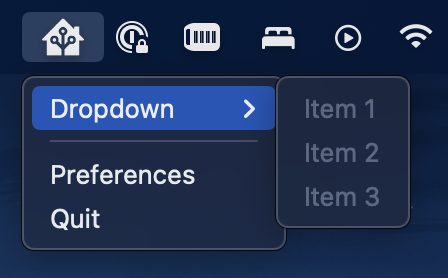 Dropdown
Item 1
Item 2
Item 3
Preferences
Quit